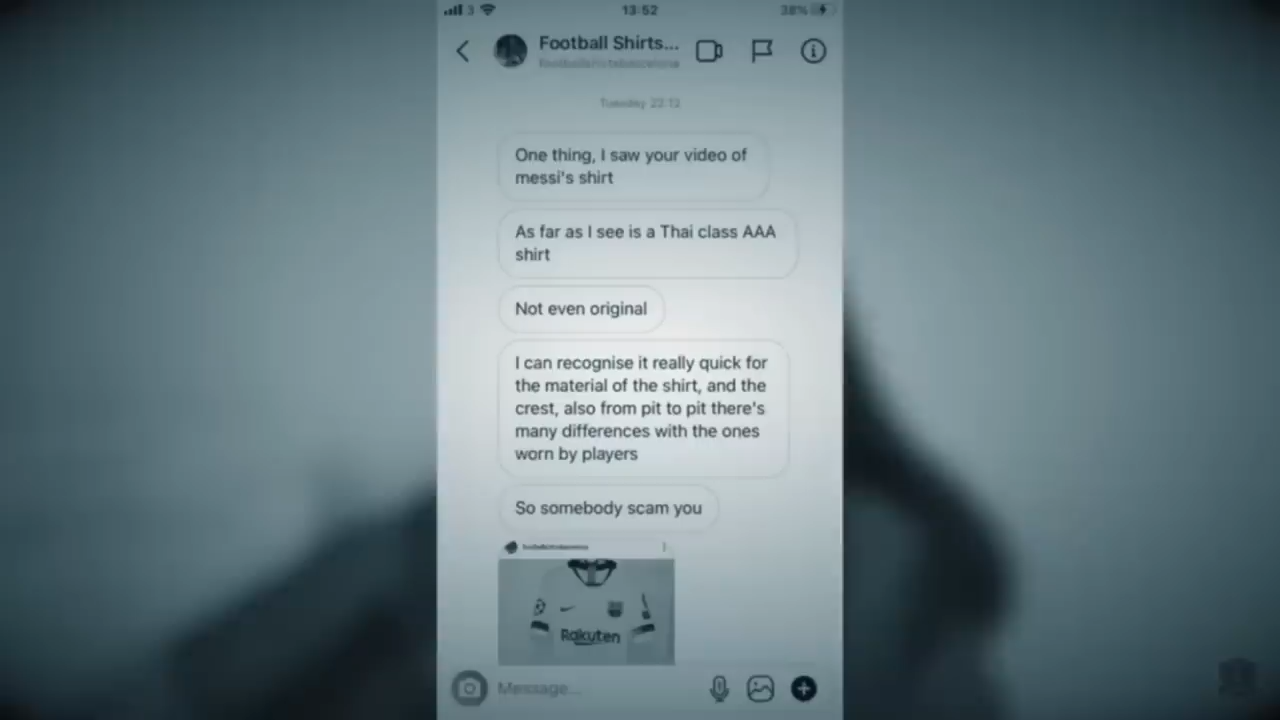 3
13:52
38%
Football Shirts...
Tuesday 22:12
One thing, I saw your video of
messi's shirt
As far as I see is a Thai class AAA
shirt
Not even original
I can recognise it really quick for
the material of the shirt, and the
crest, also from pit to pit there's
many differences with the ones
worn by players
So somebody scam you
Rakuten
Message...